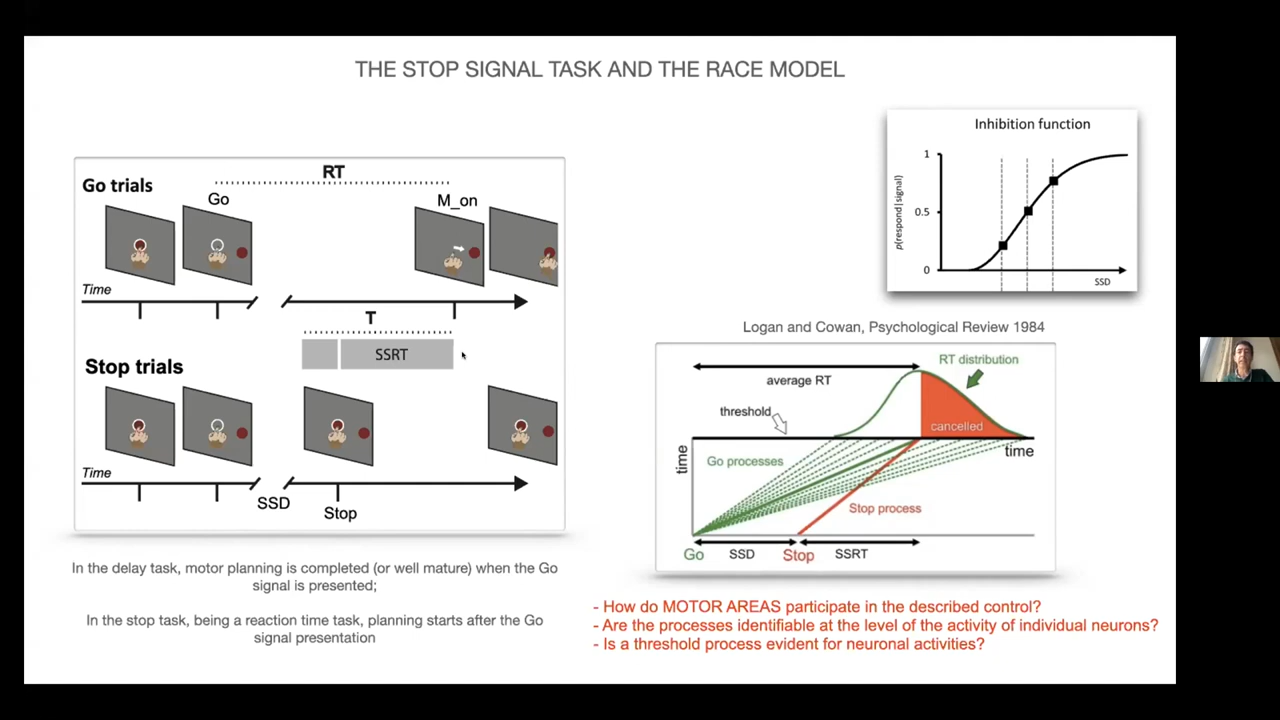 THE STOP SIGNAL TASK AND THE RACE MODEL
RT
Go trials
Go
M_on
Time
T
SSRT
Stop trials
Time
SSD
Stop
In the delay task, motor planning is completed (or well mature) when the Go
signal is presented;
In the stop task, being a reaction time task, planning starts after the Go
signal presentation
Inhibition function
1
0.5
0
p(respond|signal)
SSD
Logan and Cowan, Psychological Review 1984
RT distribution
average RT
threshold
cancelled
time
time
Go processes
Stop process
Go
SSD
Stop
SSRT
- How do MOTOR AREAS participate in the described control?
- Are the processes identifiable at the level of the activity of individual neurons?
- Is a threshold process evident for neuronal activities?